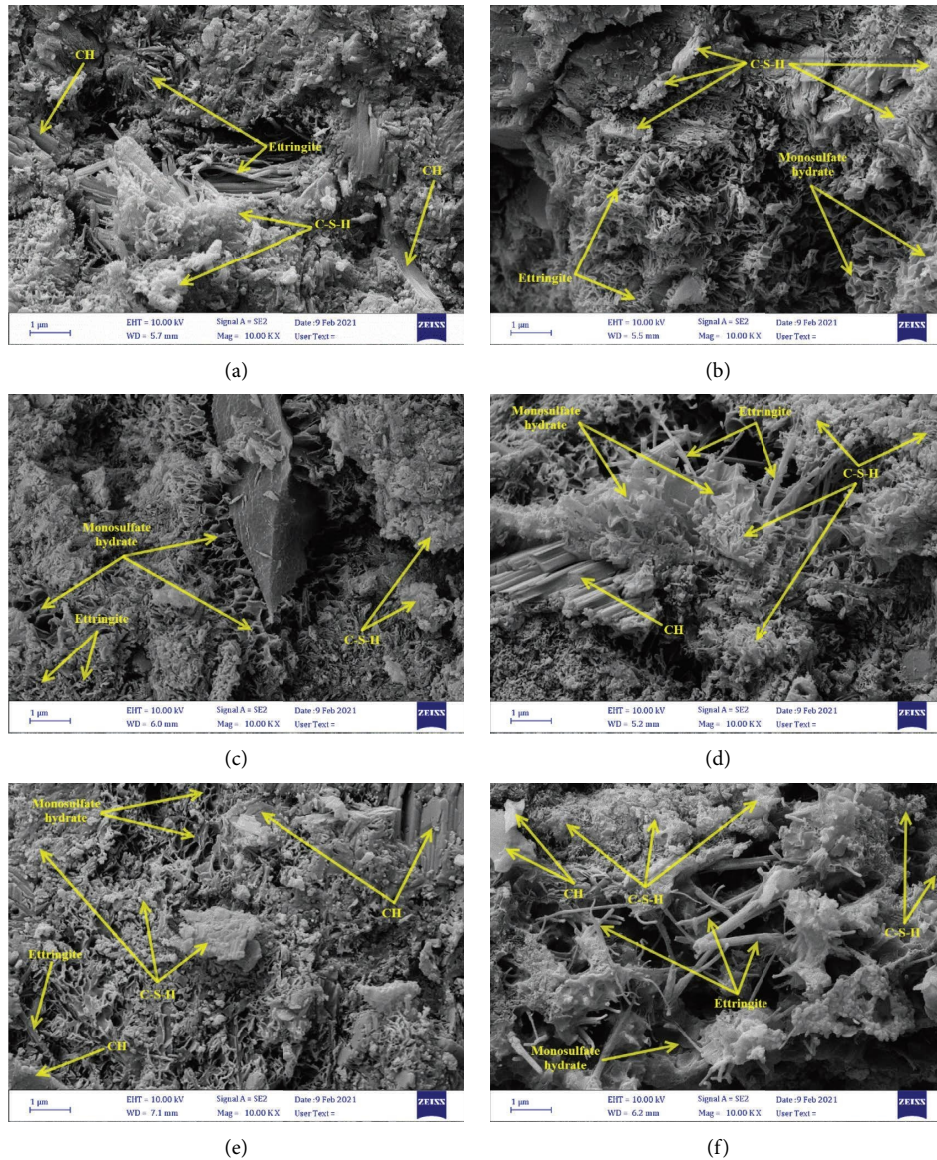 CH
Ettringite
CH
C-S-H
1 µm
EHT = 10.00 kV
Signal A = SE2
Date :9 Feb 2021
WD = 5.7 mm
Mag = 10.00 K X
User Text =
ZEISS
(a)
C-S-H
Monosulfate
hydrate
Ettringite
1 µm
EHT = 10.00 kV
Signal A = SE2
Date :9 Feb 2021
WD = 5.5 mm
Mag = 10.00 K X
User Text =
ZEISS
(b)
Monosulfate
hydrate
Ettringite
C-S-H
1 µm
EHT = 10.00 kV
Signal A = SE2
Date :9 Feb 2021
WD = 6.0 mm
Mag = 10.00 K X
User Text =
ZEISS
(c)
Monosulfate
hydrate
Ettringite
C-S-H
CH
1 µm
EHT = 10.00 kV
Signal A = SE2
Date :9 Feb 2021
WD = 5.2 mm
Mag = 10.00 K X
User Text =
ZEISS
(d)
Monosulfate
hydrate
CH
Ettringite
C-S-H
CH
1 µm
EHT = 10.00 kV
Signal A = SE2
Date :9 Feb 2021
WD = 7.1 mm
Mag = 10.00 K X
User Text =
ZEISS
(e)
CH
C-S-H
C-S-H
Ettringite
Monosulfate
hydrate
1 µm
EHT = 10.00 kV
Signal A = SE2
Date :9 Feb 2021
WD = 6.2 mm
Mag = 10.00 K X
User Text =
ZEISS
(f)